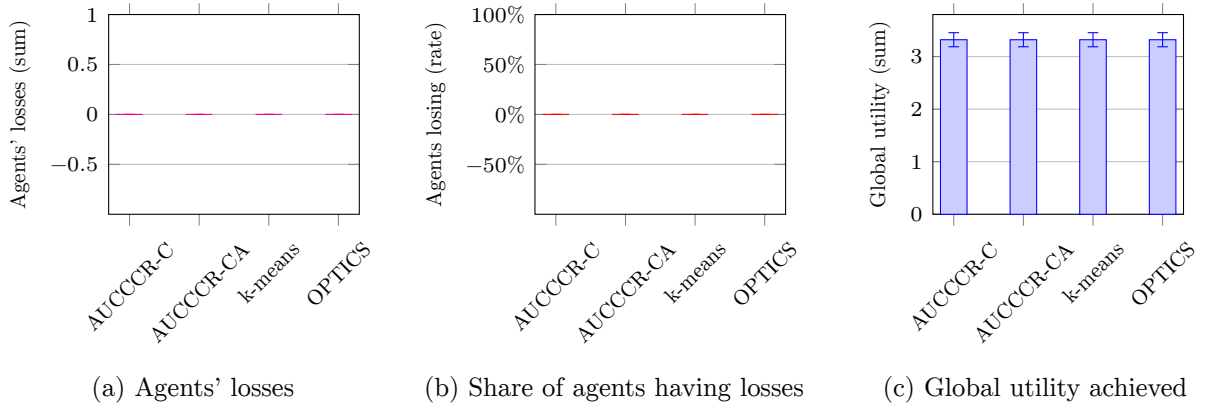 Agents' losses (sum)
1
0.5
0
−0.5
AUCCCR-C
AUCCCR-CA
k-means
OPTICS
(a) Agents' losses
Agents losing (rate)
100%
50%
0%
−50%
AUCCCR-C
AUCCCR-CA
k-means
OPTICS
(b) Share of agents having losses
Global utility (sum)
3
2
1
0
AUCCCR-C
AUCCCR-CA
k-means
OPTICS
(c) Global utility achieved